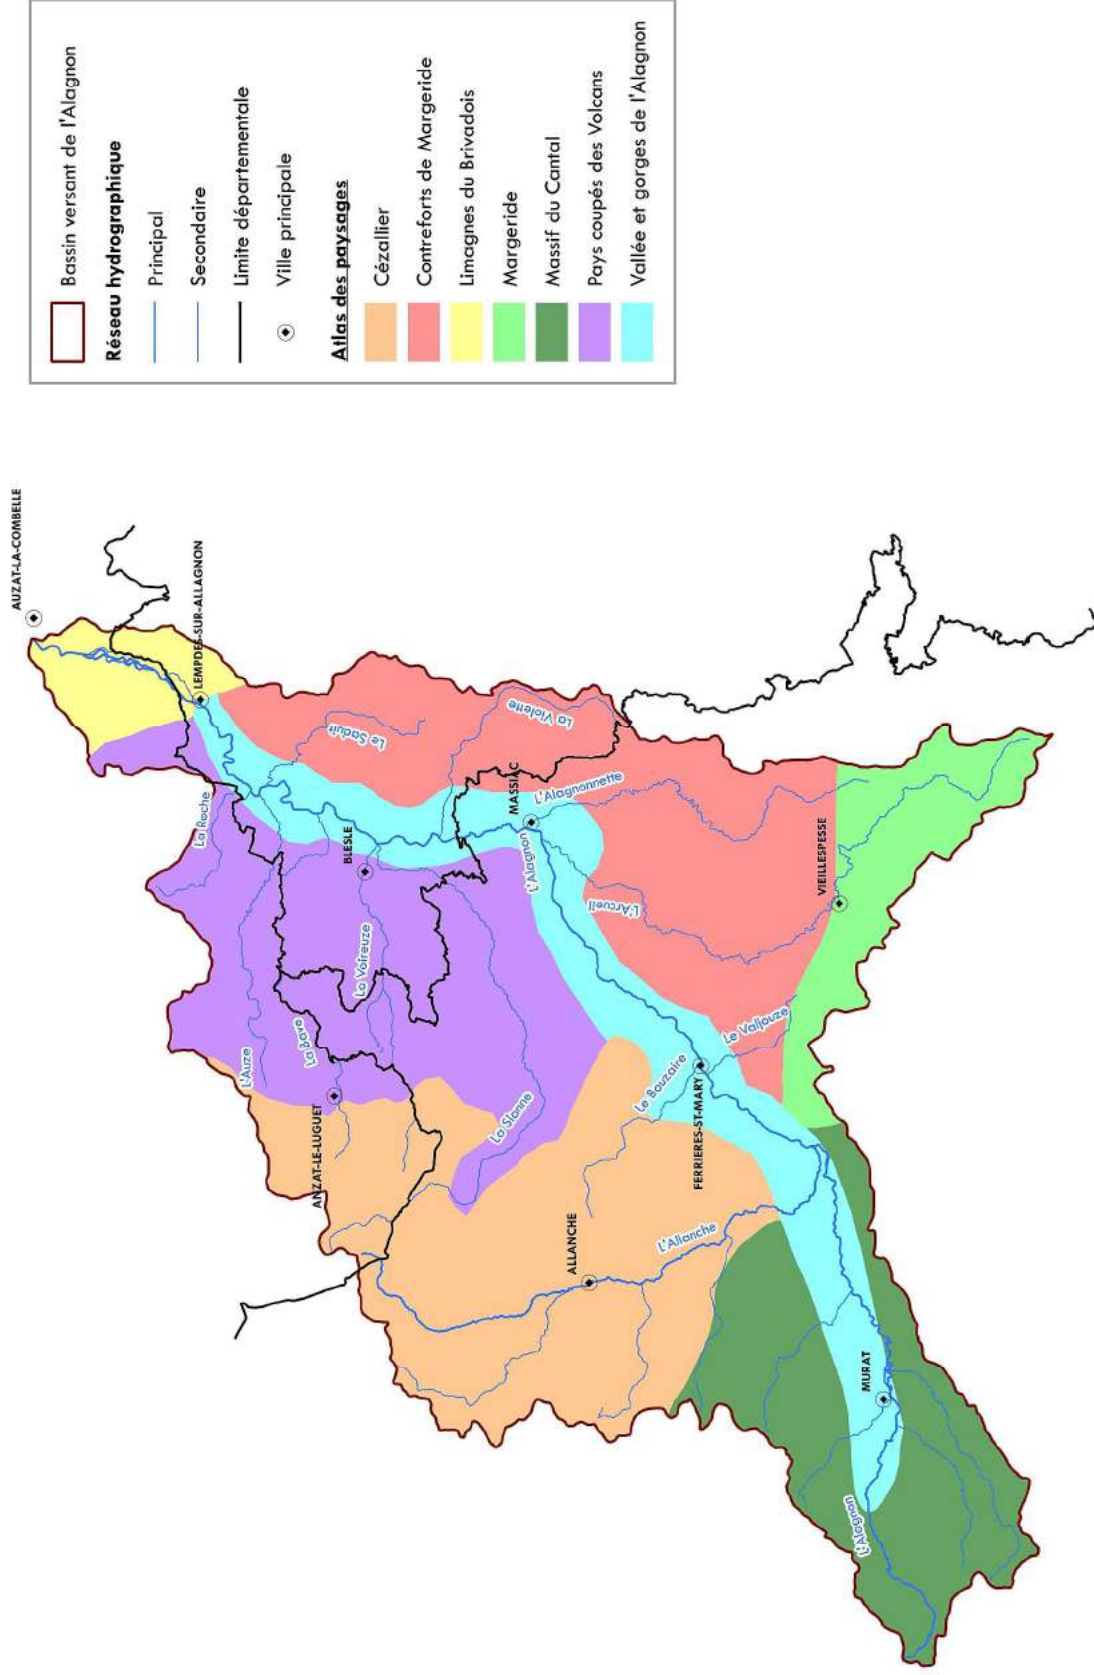 Bassin versant de l'Alagnon
Réseau hydrographique
Principal
Secondaire
Limite départementale
Ville principale
Atlas des paysages
Cézallier
Contreforts de Margeride
Limagnes du Brivadois
Margeride
Massif du Cantal
Pays coupés des Volcans
Vallée et gorges de l'Alagnon
AUZAT-LA-COMBELLE
LEMPDES-SUR-ALLAGNON
La Roche
Le Saduit
La Violette
L'Auze
La Bave
La Voireuze
BLESLE
MASSIAC
L'Alagnonnette
L'Alagnon
ANZAT-LE-LUGUET
La Sianne
L'Arcueil
VIEILLESPESSE
Le Bouzaire
Le Valjouze
FERRIERES-ST-MARY
ALLANCHE
L'Allanche
MURAT
L'Alagnon